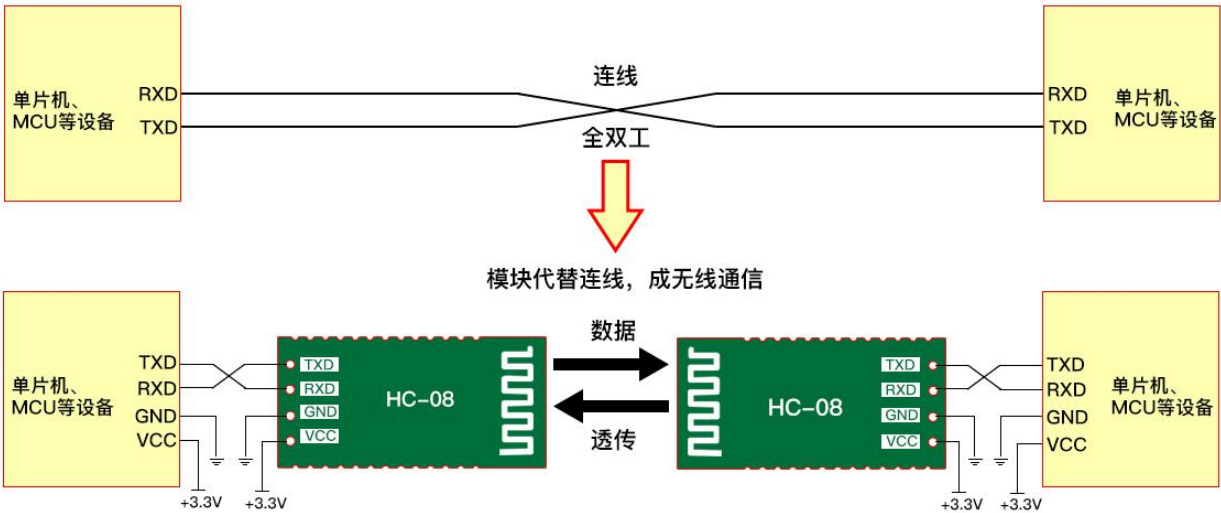 单片机、
MCU等设备
RXD
TXD
连线
全双工
RXD
TXD
单片机、
MCU等设备
模块代替连线，成无线通信
单片机、
MCU等设备
TXD
RXD
GND
VCC
+3.3V
+3.3V
TXD
RXD
GND
VCC
HC-08
数据
透传
HC-08
TXD
RXD
GND
VCC
+3.3V
+3.3V
TXD
RXD
GND
VCC
单片机、
MCU等设备